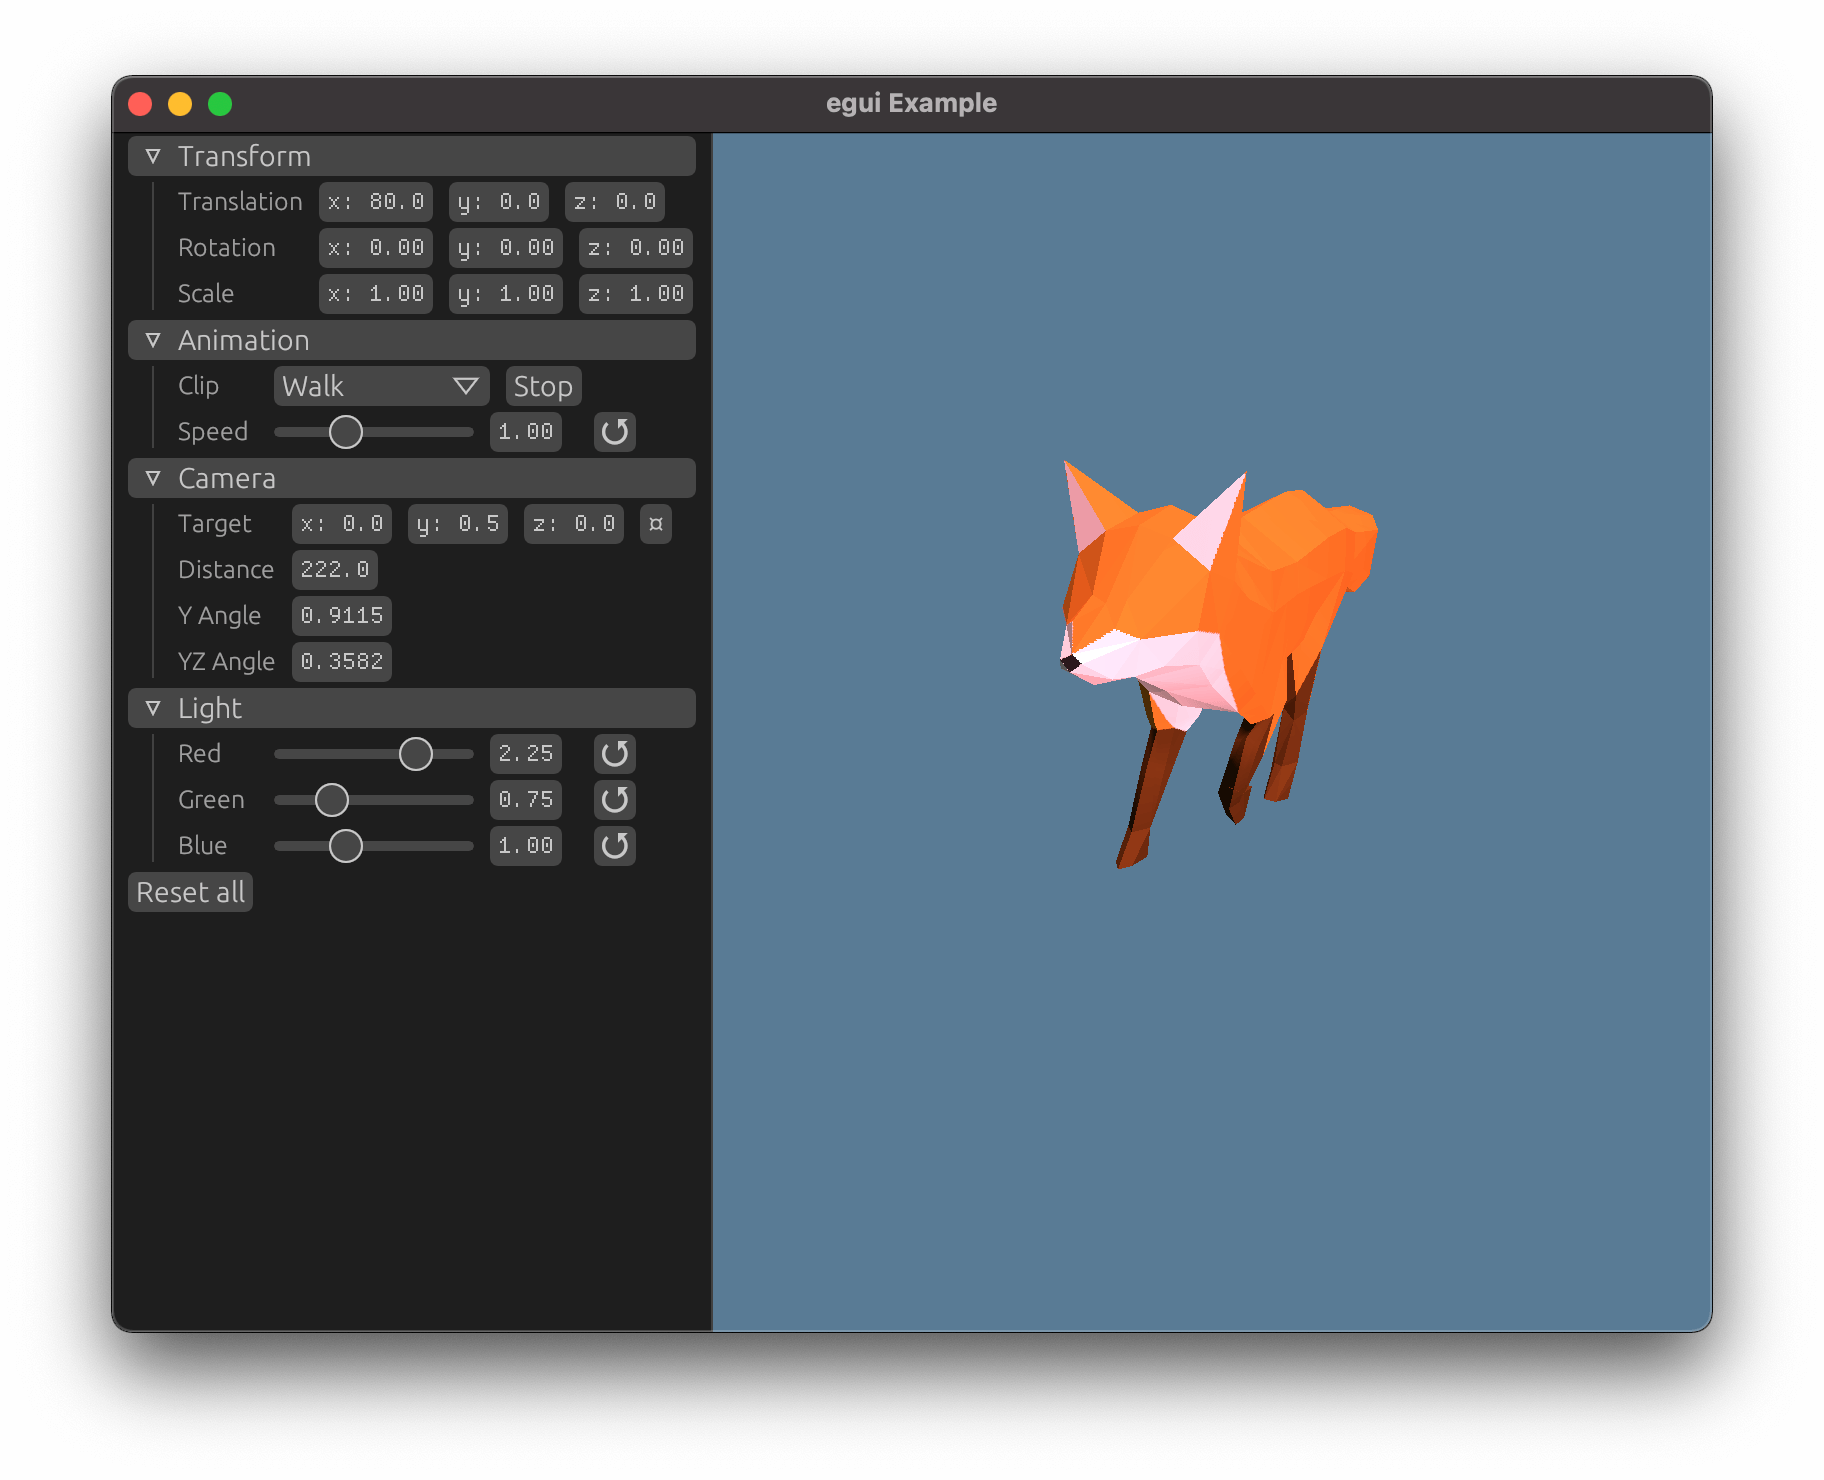 egui Example
Transform
Translation x: 80.0 y: 0.0 z: 0.0
Rotation x: 0.00 y: 0.00 z: 0.00
Scale x: 1.00 y: 1.00 z: 1.00
Animation
Clip Walk Stop
Speed 1.00
Camera
Target x: 0.0 y: 0.5 z: 0.0 ¤
Distance 222.0
Y Angle 0.9115
YZ Angle 0.3582
Light
Red 2.25
Green 0.75
Blue 1.00
Reset all